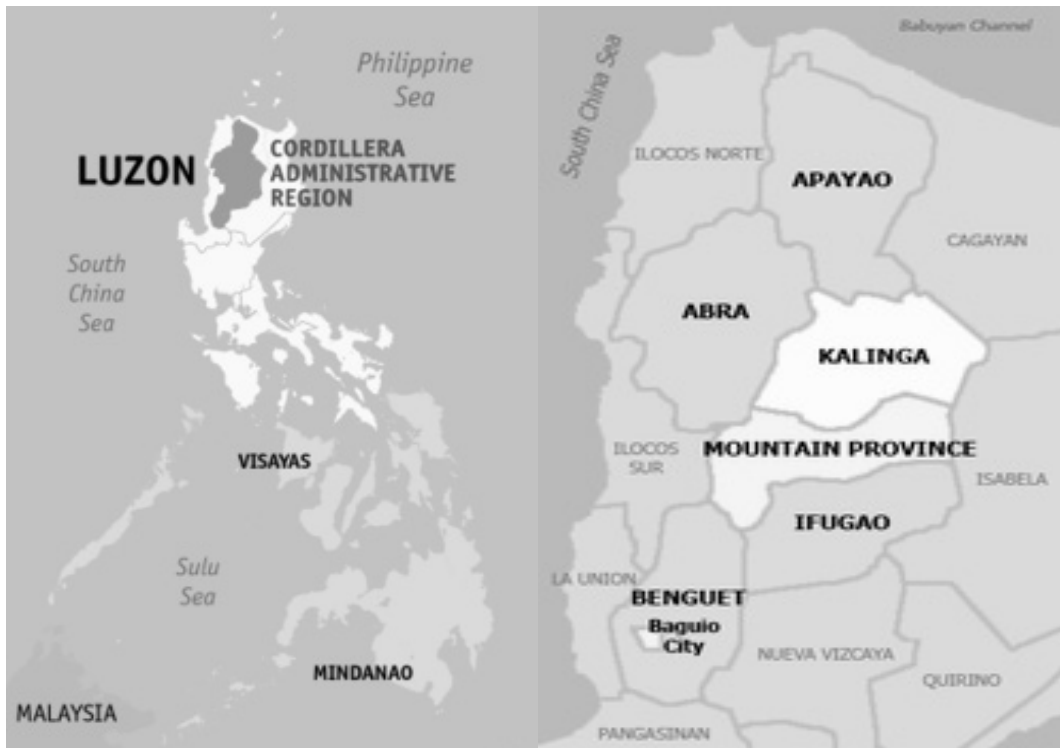 Philippine
Sea
LUZON
CORDILLERA
ADMINISTRATIVE
REGION
South
China
Sea
VISAYAS
Sulu
Sea
MINDANAO
MALAYSIA
Babuyan Channel
South China Sea
ILOCOS NORTE
APAYAO
CAGAYAN
ABRA
KALINGA
ILOCOS
SUR
MOUNTAIN PROVINCE
ISABELA
IFUGAO
LA UNION
BENGUET
Baguio
City
NUEVA VIZCAYA
QUIRINO
PANGASINAN